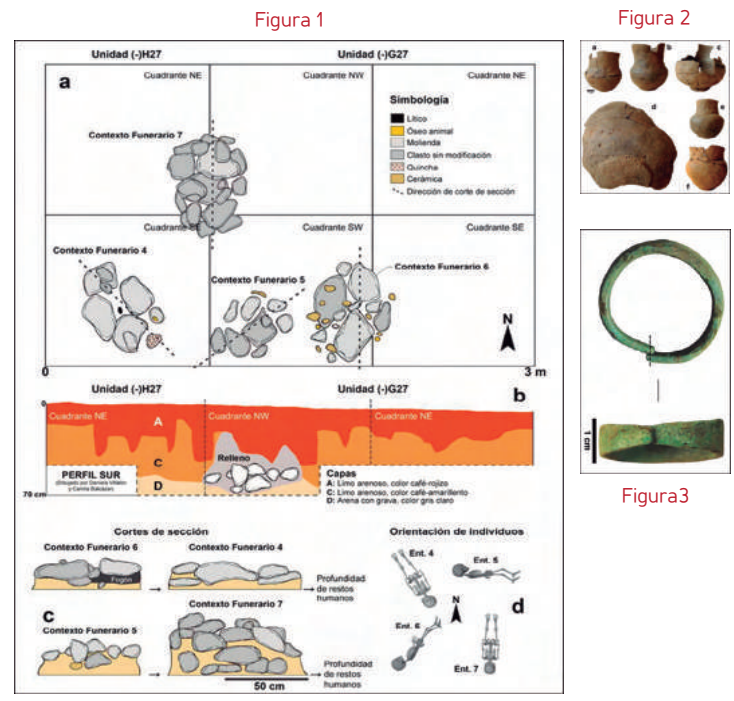 Figura 1
Figura 2
Unidad (-)H27
Unidad (-)G27
a
Cuadrante NE
Cuadrante NW
Cuadrante NE
Simbología
Lítico
Óseo animal
Molienda
Clasto sin modificación
Quincha
Cerámica
Dirección de corte de sección
Contexto Funerario 7
Cuadrante SE
Cuadrante SW
Cuadrante SE
Contexto Funerario 4
Contexto Funerario 5
Contexto Funerario 6
N
0
3 m
Unidad (-)H27
Unidad (-)G27
b
0
Cuadrante NE
Cuadrante NW
Cuadrante NE
A
C
D
Relleno
PERFIL SUR
70 cm
Capas
A: Limo arenoso, color café-rojizo
C: Limo arenoso, color café-amarillento
D: Arena con grava, color gris claro
Cortes de sección
Orientación de individuos
Contexto Funerario 6
Fogón
Contexto Funerario 4
Profundidad
de restos
humanos
c
Contexto Funerario 5
Contexto Funerario 7
Profundidad
de restos
humanos
50 cm
Ent. 4
Ent. 5
N
d
Ent. 6
Ent. 7
a
b
c
d
e
f
1 cm
Figura3